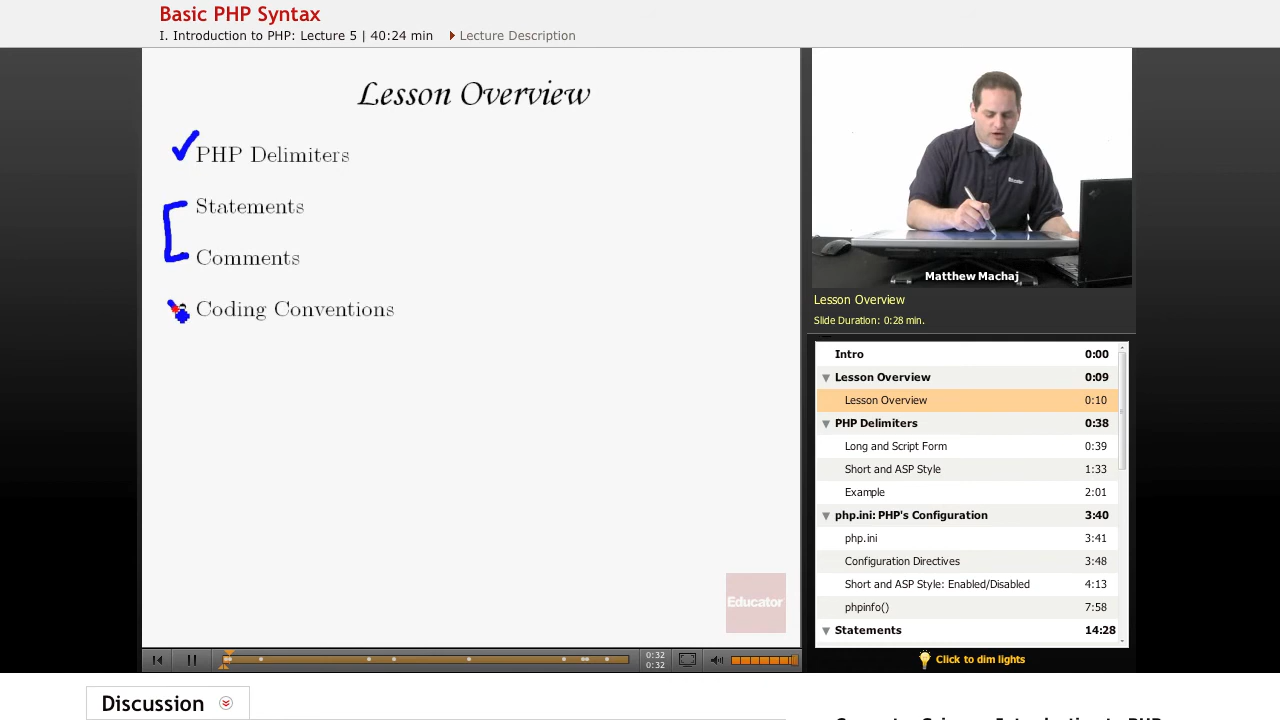 Basic PHP Syntax
I. Introduction to PHP: Lecture 5 | 40:24 min
Lecture Description
Lesson Overview
PHP Delimiters
Statements
Comments
Coding Conventions
Educator
0:32
0:32
Matthew Machaj
Lesson Overview
Slide Duration: 0:28 min.
Intro 0:00
Lesson Overview 0:09
Lesson Overview 0:10
PHP Delimiters 0:38
Long and Script Form 0:39
Short and ASP Style 1:33
Example 2:01
php.ini: PHP's Configuration 3:40
php.ini 3:41
Configuration Directives 3:48
Short and ASP Style: Enabled/Disabled 4:13
phpinfo() 7:58
Statements 14:28
Click to dim lights
Discussion